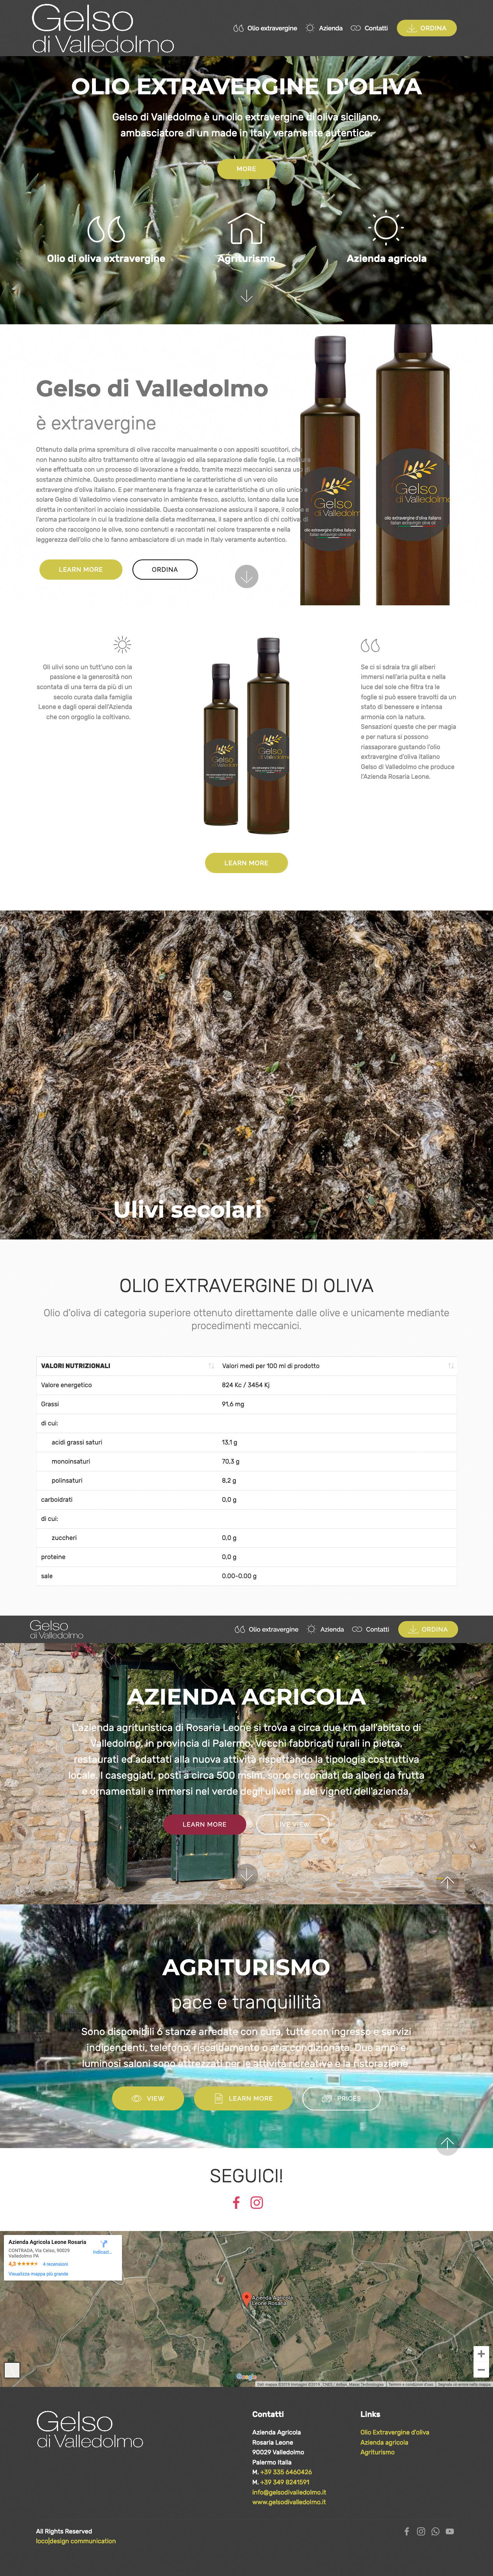 Gelso
di Valledolmo
Olio extravergine
Azienda
Contatti
ORDINA
OLIO EXTRAVERGINE D'OLIVA
Gelso di Valledolmo è un olio extravergine di oliva siciliano,
ambasciatore di un made in Italy veramente autentico.
MORE
Olio di oliva extravergine
Agriturismo
Azienda agricola
Gelso di Valledolmo
è extravergine
Ottenuto dalla prima spremitura di olive raccolte manualmente o con appositi scuotitori, che
non hanno subito altro trattamento oltre al lavaggio ed alla separazione dalle foglie. La molitura
viene effettuata con un processo di lavorazione a freddo, tramite mezzi meccanici senza uso di
sostanze chimiche. Questo procedimento permette di mantenere le caratteristiche di un vero olio
extravergine d'oliva italiano. E per mantenere la fragranza e le caratteristiche di un olio unico e
solare Gelso di Valledolmo viene conservato in ambiente fresco, asciutto, lontano dalla luce
diretta in contenitori in acciaio inossidabile. Questa conservazione assicura il sapore, il colore e
l'aroma particolare in cui la tradizione della dieta mediterranea, il sapere antico di chi coltiva, di
coloro che raccolgono le olive, sono contenuti e raccontati nel colore trasparente e nella
leggerezza dell'olio che lo fanno ambasciatore di un made in Italy veramente autentico.
LEARN MORE
ORDINA
Gelso
di Valledolmo
olio extravergine d'oliva italiano
Italian extravirgin olive oil
Gelso
di Valledolmo
olio extravergine d'oliva italiano
Italian extravirgin olive oil
Gli ulivi sono un tutt'uno con la
passione e la generosità non
scontata di una terra da più di un
secolo curata dalla famiglia
Leone e dagli operai dell'Azienda
che con orgoglio la coltivano.
Gelso
di Valledolmo
Gelso
di Valledolmo
Se ci si sdraia tra gli alberi
immersi nell'aria pulita e nella
luce del sole che filtra tra le
foglie si può essere travolti da un
stato di benessere e intensa
armonia con la natura.
Sensazioni queste che per magia
e per natura si possono
riassaporare gustando l'olio
extravergine d'oliva italiano
Gelso di Valledolmo che produce
l'Azienda Rosaria Leone.
LEARN MORE
Ulivi secolari
OLIO EXTRAVERGINE DI OLIVA
Olio d'oliva di categoria superiore ottenuto direttamente dalle olive e unicamente mediante
procedimenti meccanici.
VALORI NUTRIZIONALI Valori medi per 100 ml di prodotto
Valore energetico 824 Kc / 3454 Kj
Grassi 91,6 mg
di cui:
acidi grassi saturi 13,1 g
monoinsaturi 70,3 g
polinsaturi 8,2 g
carboidrati 0,0 g
di cui:
zuccheri 0,0 g
proteine 0,0 g
sale 0.00-0.00 g
Gelso
di Valledolmo
Olio extravergine
Azienda
Contatti
ORDINA
AZIENDA AGRICOLA
L'azienda agrituristica di Rosaria Leone si trova a circa due km dall'abitato di
Valledolmo, in provincia di Palermo. Vecchi fabbricati rurali in pietra,
restaurati ed adattati alla nuova attività rispettando la tipologia costruttiva
locale. I caseggiati, posti a circa 500 mslm, sono circondati da alberi da frutta
e ornamentali e immersi nel verde degli uliveti e dei vigneti dell'azienda.
LEARN MORE
LIVE VIEW
AGRITURISMO
pace e tranquillità
Sono disponibili 6 stanze arredate con cura, tutte con ingresso e servizi
indipendenti, telefono, riscaldamento o aria condizionata. Due ampi e
luminosi saloni sono attrezzati per le attività ricreative e la ristorazione.
VIEW
LEARN MORE
PRICES
SEGUICI!
Azienda Agricola Leone Rosaria
CONTRADA, Via Celso, 90029
Valledolmo PA
4,3 4 recensioni
Visualizza mappa più grande
Indicazi...
Azienda Agricola
Leone Rosaria
Google
Gelso
di Valledolmo
Contatti
Azienda Agricola
Rosaria Leone
90029 Valledolmo
Palermo Italia
M. +39 335 6460426
M. +39 349 8241591
info@gelsodivalledolmo.it
www.gelsodivalledolmo.it
Links
Olio Extravergine d'oliva
Azienda agricola
Agriturismo
All Rights Reserved
loco|design communication